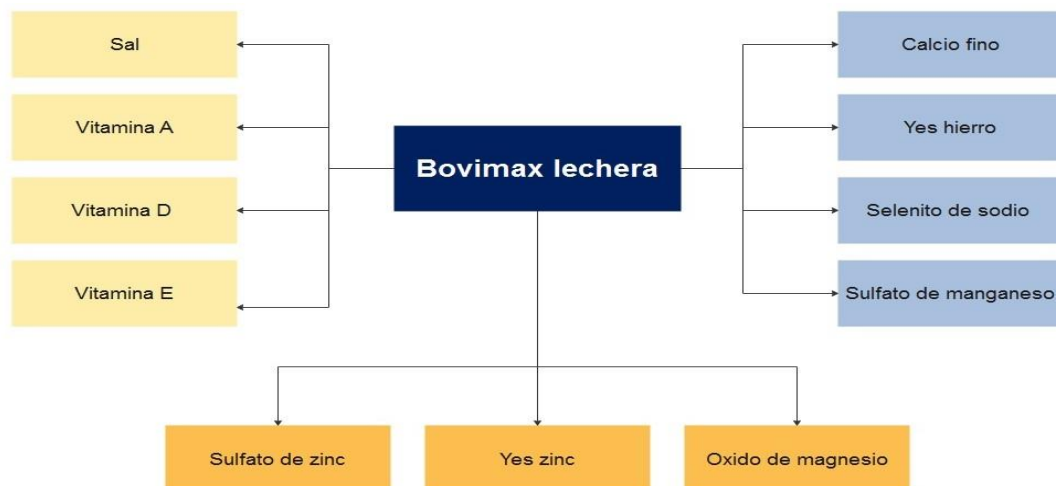 Sal
Vitamina A
Vitamina D
Vitamina E
Bovimax lechera
Calcio fino
Yes hierro
Selenito de sodio
Sulfato de manganeso
Sulfato de zinc
Yes zinc
Oxido de magnesio